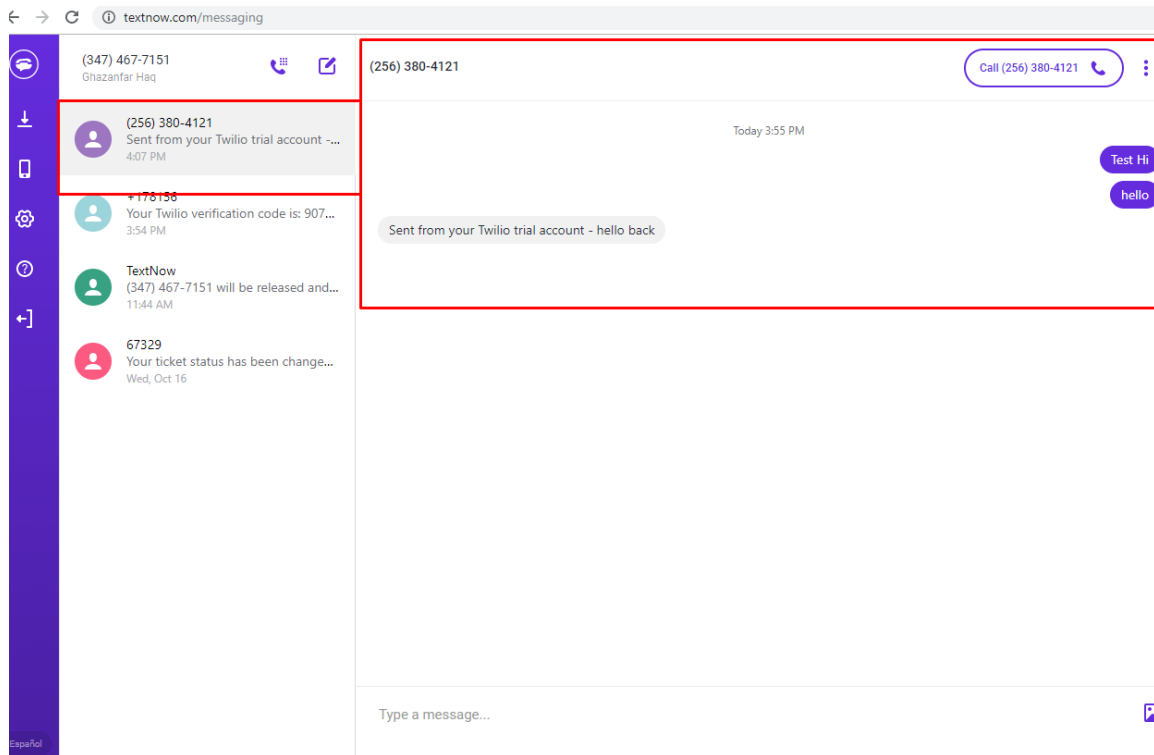 textnow.com/messaging
(347) 467-7151
Ghazanfar Haq
(256) 380-4121
Sent from your Twilio trial account -...
4:07 PM
+178156
Your Twilio verification code is: 907...
3:54 PM
TextNow
(347) 467-7151 will be released and...
11:44 AM
67329
Your ticket status has been change...
Wed, Oct 16
Español
(256) 380-4121
Call (256) 380-4121
Today 3:55 PM
Test Hi
hello
Sent from your Twilio trial account - hello back
Type a message...